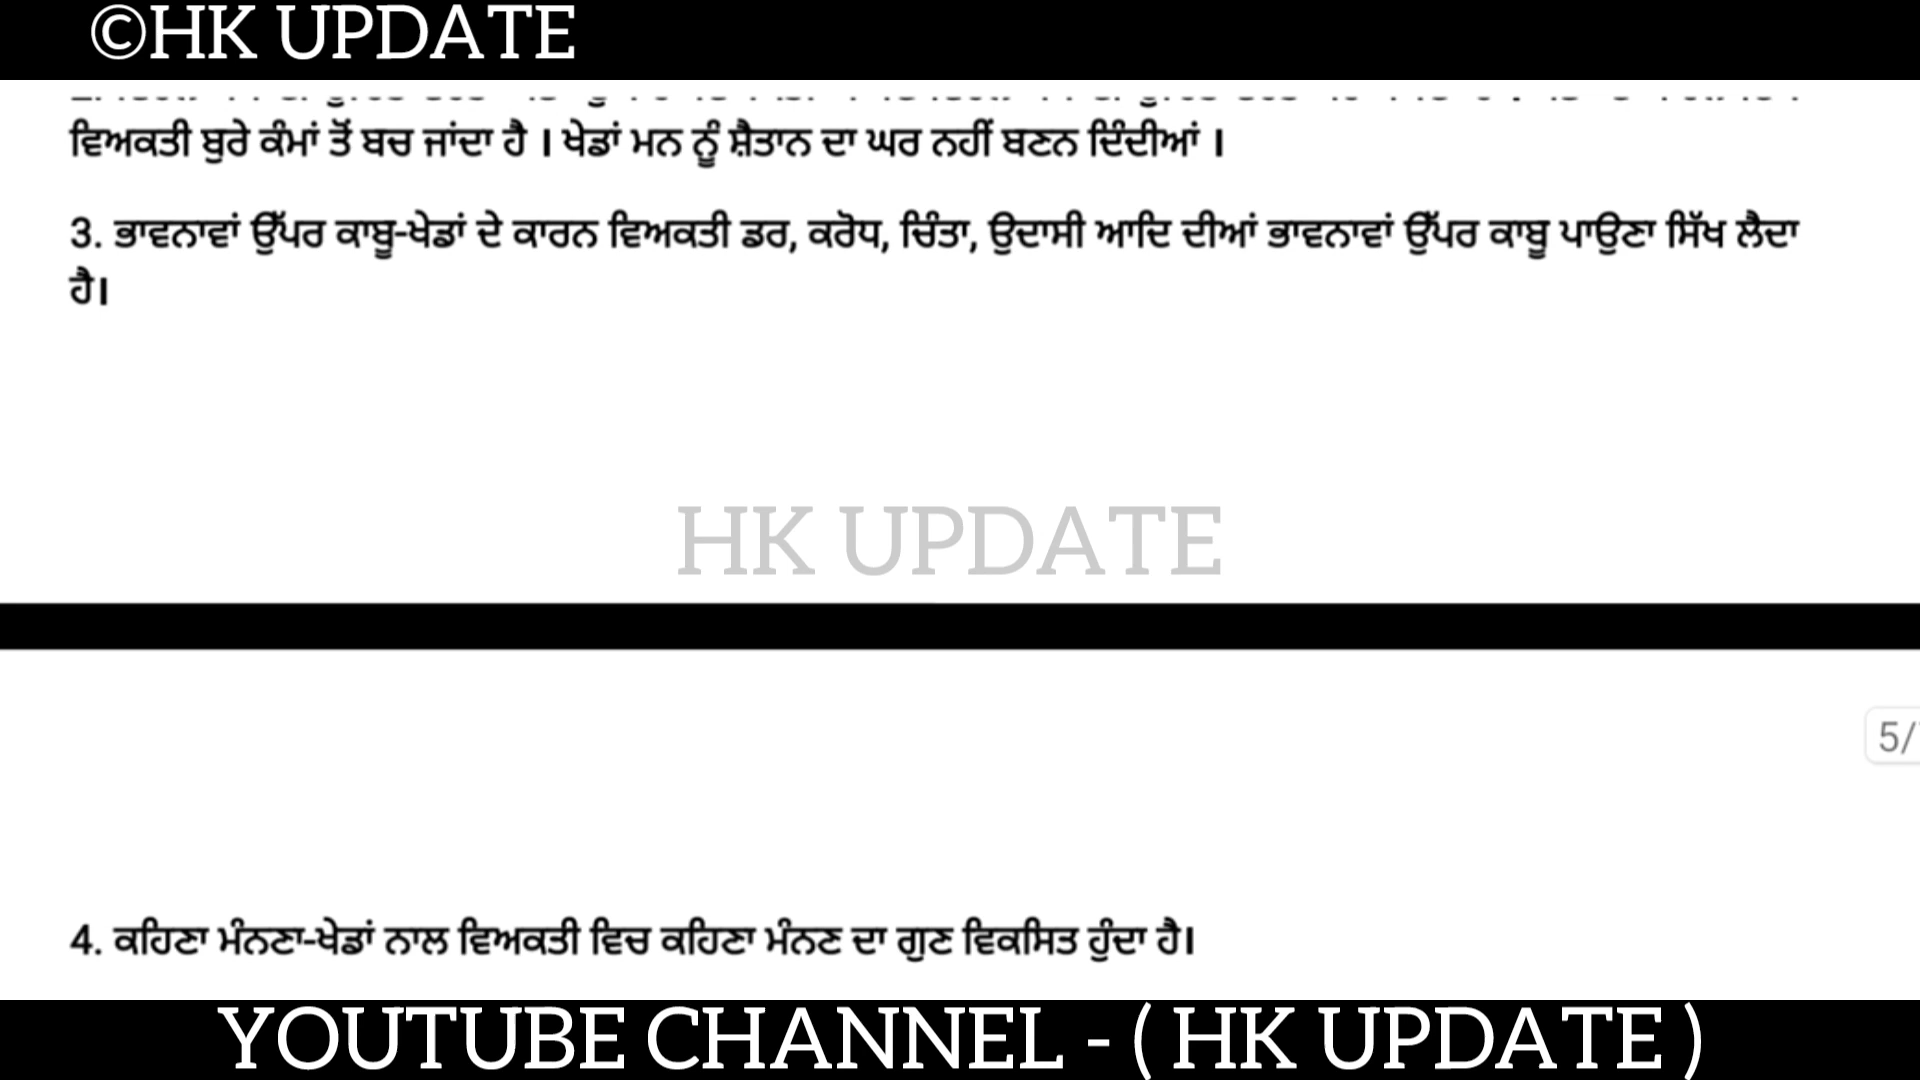 ©HK UPDATE
ਵਿਅਕਤੀ ਬੁਰੇ ਕੰਮਾਂ ਤੋਂ ਬਚ ਜਾਂਦਾ ਹੈ । ਖੇਡਾਂ ਮਨ ਨੂੰ ਸ਼ੈਤਾਨ ਦਾ ਘਰ ਨਹੀਂ ਬਣਨ ਦਿੰਦੀਆਂ ।
3. ਭਾਵਨਾਵਾਂ ਉੱਪਰ ਕਾਬੂ-ਖੇਡਾਂ ਦੇ ਕਾਰਨ ਵਿਅਕਤੀ ਡਰ, ਕਰੋਧ, ਚਿੰਤਾ, ਉਦਾਸੀ ਆਦਿ ਦੀਆਂ ਭਾਵਨਾਵਾਂ ਉੱਪਰ ਕਾਬੂ ਪਾਉਣਾ ਸਿੱਖ ਲੈਦਾ
ਹੈ।
HK UPDATE
5/
4. ਕਹਿਣਾ ਮੰਨਣਾ-ਖੇਡਾਂ ਨਾਲ ਵਿਅਕਤੀ ਵਿਚ ਕਹਿਣਾ ਮੰਨਣ ਦਾ ਗੁਣ ਵਿਕਸਿਤ ਹੁੰਦਾ ਹੈ।
YOUTUBE CHANNEL - ( HK UPDATE )